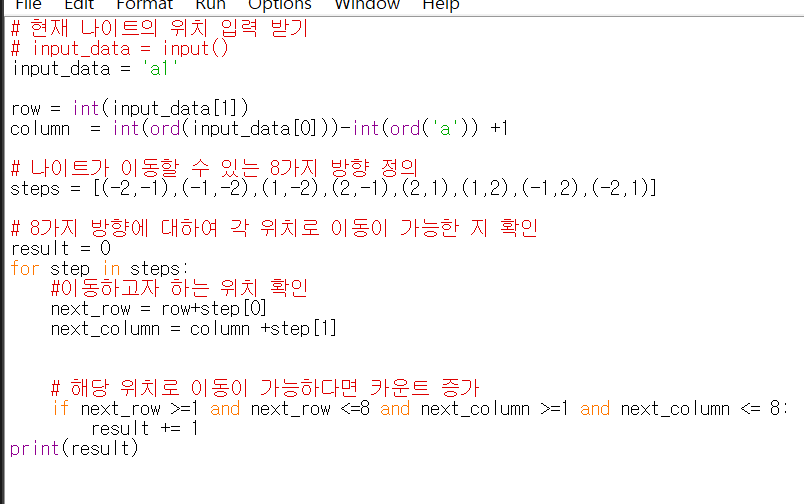 File Edit Format Run Options Window Help
# 현재 나이트의 위치 입력 받기
# input_data = input()
input_data = 'a1'
row = int(input_data[1])
column  = int(ord(input_data[0]))-int(ord('a')) +1
# 나이트가 이동할 수 있는 8가지 방향 정의
steps = [(-2,-1),(-1,-2),(1,-2),(2,-1),(2,1),(1,2),(-1,2),(-2,1)]
# 8가지 방향에 대하여 각 위치로 이동이 가능한 지 확인
result = 0
for step in steps:
    #이동하고자 하는 위치 확인
    next_row = row+step[0]
    next_column = column +step[1]
    # 해당 위치로 이동이 가능하다면 카운트 증가
    if next_row >=1 and next_row <=8 and next_column >=1 and next_column <= 8:
        result += 1
print(result)